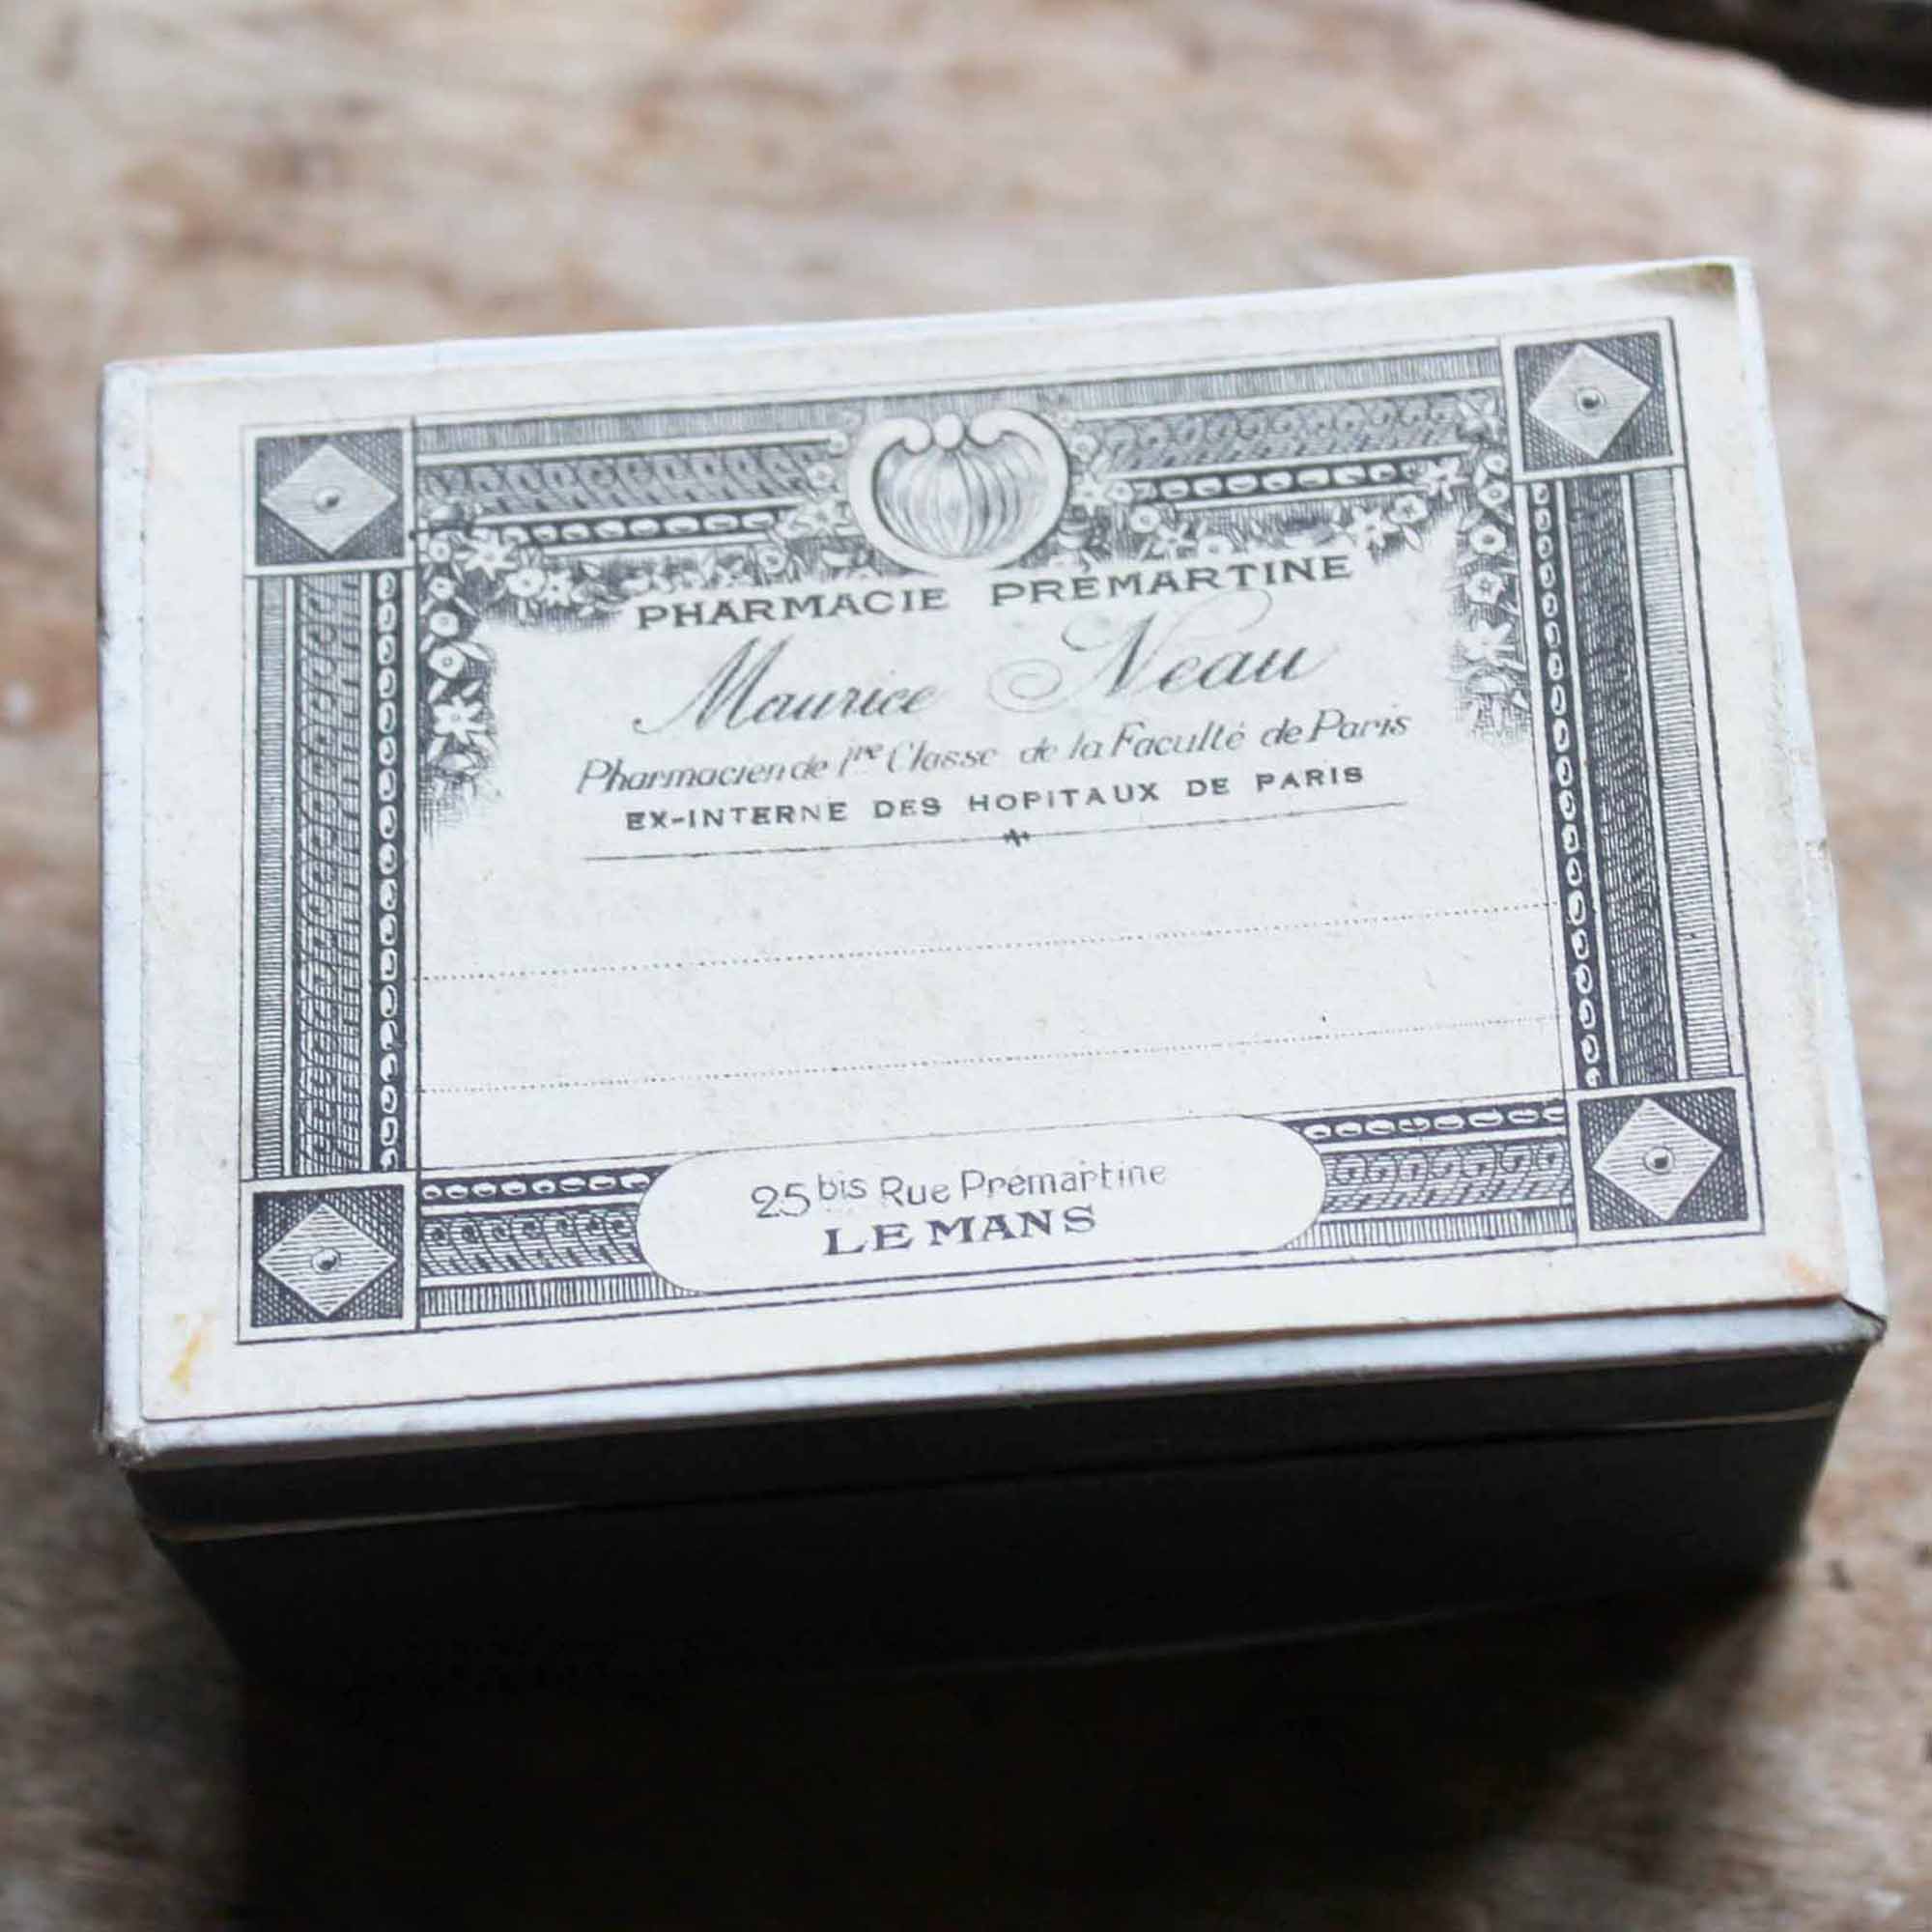 PHARMACIE PREMARTINE
Maurice Neau
Pharmacien de 1re Classe de la Faculté de Paris
EX-INTERNE DES HOPITAUX DE PARIS
25 bis Rue Prémartine
LE MANS